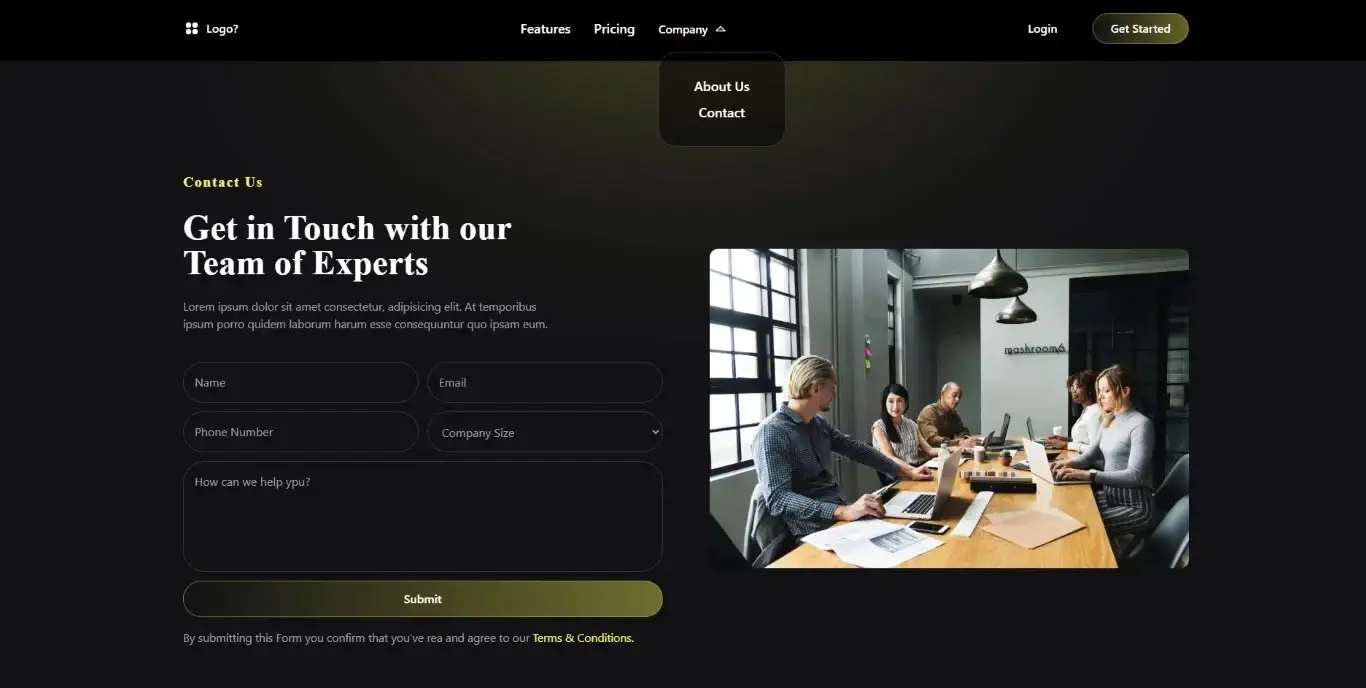 Logo?
Features
Pricing
Company
Login
Get Started
About Us
Contact
Contact Us
Get in Touch with our
Team of Experts
Lorem ipsum dolor sit amet consectetur, adipisicing elit. At temporibus
ipsum porro quidem laborum harum esse consequuntur quo ipsam eum.
Name
Email
Phone Number
Company Size
How can we help ypu?
Submit
By submitting this Form you confirm that you've rea and agree to our Terms & Conditions.
mashroom6